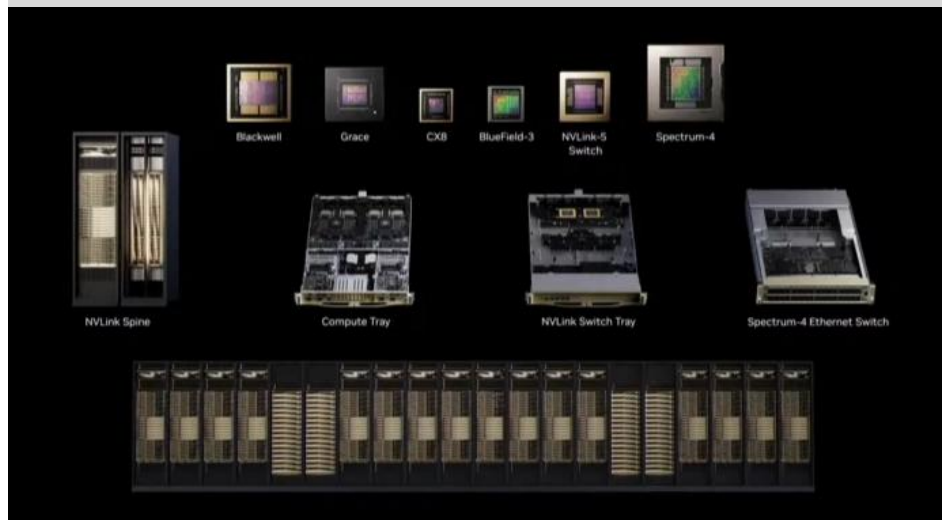 Blackwell
Grace
CX8
BlueField-3
NVLink-5
Switch
Spectrum-4
NVLink Spine
Compute Tray
NVLink Switch Tray
Spectrum-4 Ethernet Switch